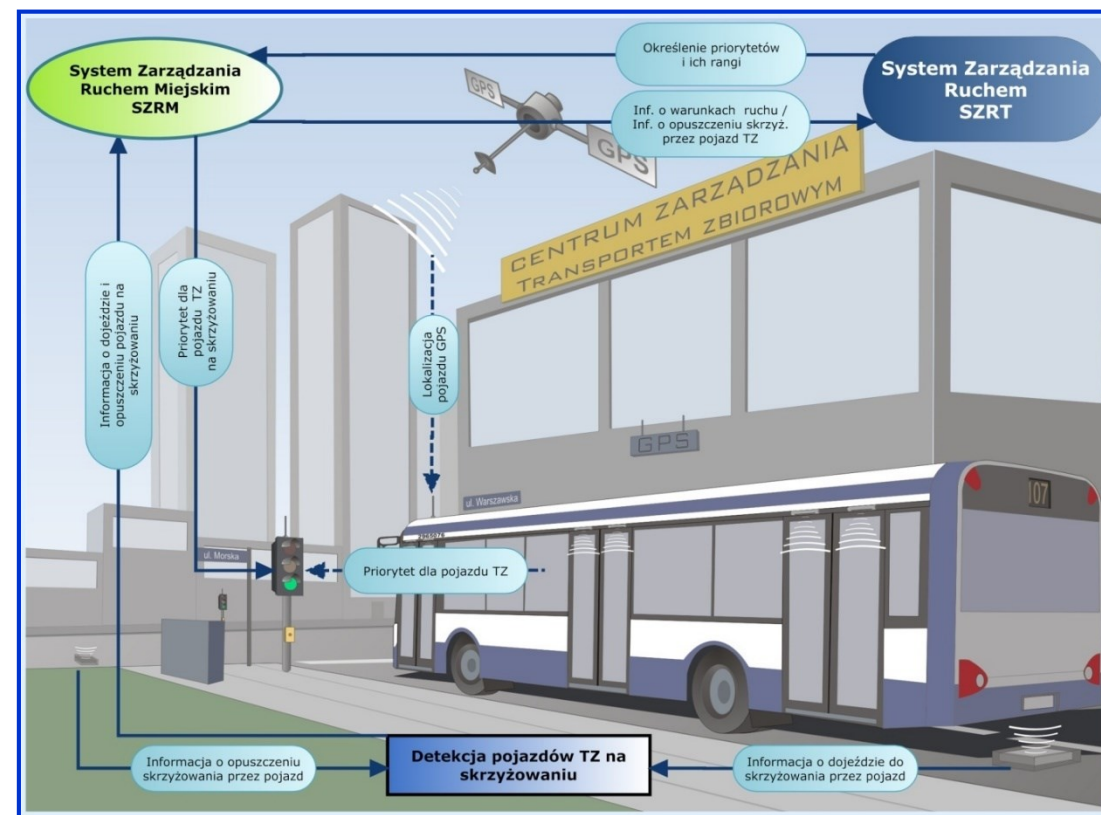 System Zarządzania
Ruchem Miejskim
SZRM
Określenie priorytetów
i ich rangi
System Zarządzania
Ruchem
SZRT
Inf. o warunkach ruchu /
Inf. o opuszczeniu skrzyż.
przez pojazd TZ
GPS
GPS
CENTRUM ZARZĄDZANIA
TRANSPORTEM ZBIOROWYM
Informacja o dojeździe i
opuszczeniu pojazdu na
skrzyżowaniu
Priorytet dla
pojazdu TZ
na skrzyżowaniu
Lokalizacja
pojazdu GPS
GPS
ul. Warszawska
107
7965076
ul. Morska
Priorytet dla pojazdu TZ
Informacja o opuszczeniu
skrzyżowania przez pojazd
Detekcja pojazdów TZ na
skrzyżowaniu
Informacja o dojeździe do
skrzyżowania przez pojazd